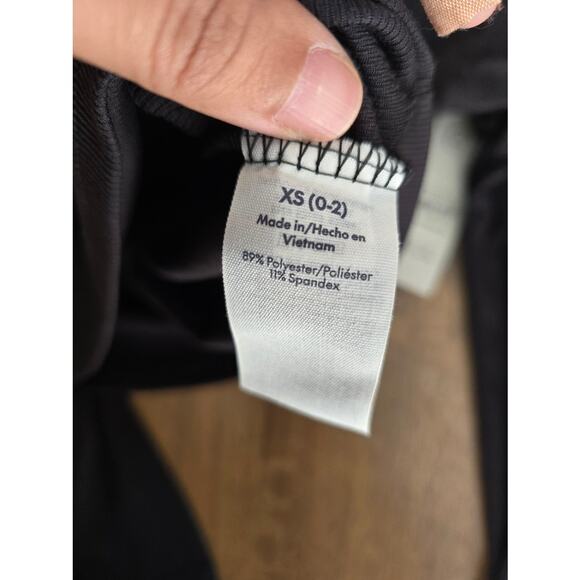 XS (0-2)
Made in/Hecho en
Vietnam
89% Polyester/Poliéster
11% Spandex